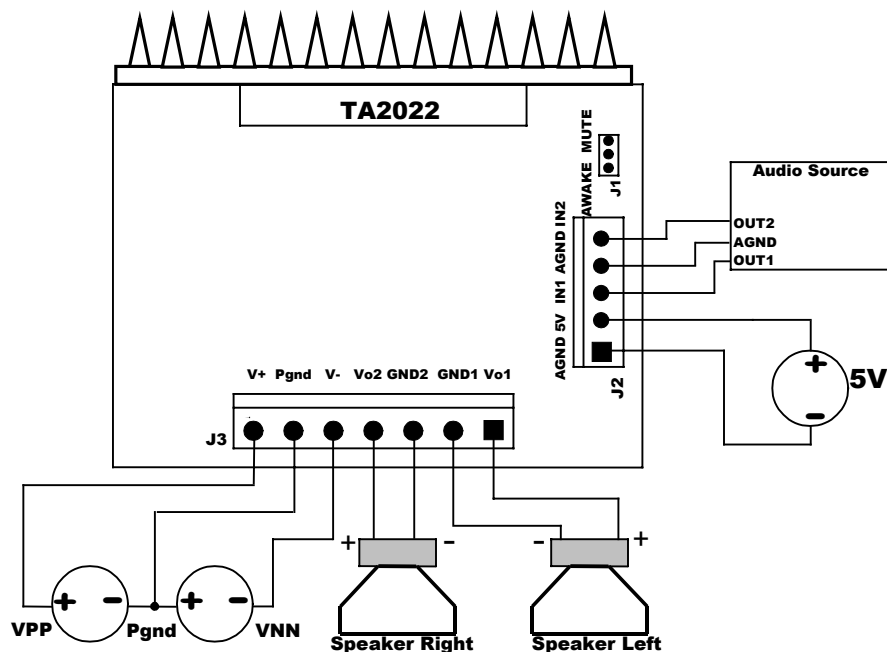 TA2022
AWAKE MUTE
J1
Audio Source
OUT2
AGND
OUT1
AGND 5V IN1 AGND IN2
J2
+
5V
-
V+ Pgnd V- Vo2 GND2 GND1 Vo1
J3
+ - + -
VPP Pgnd VNN
+ - - +
Speaker Right
Speaker Left